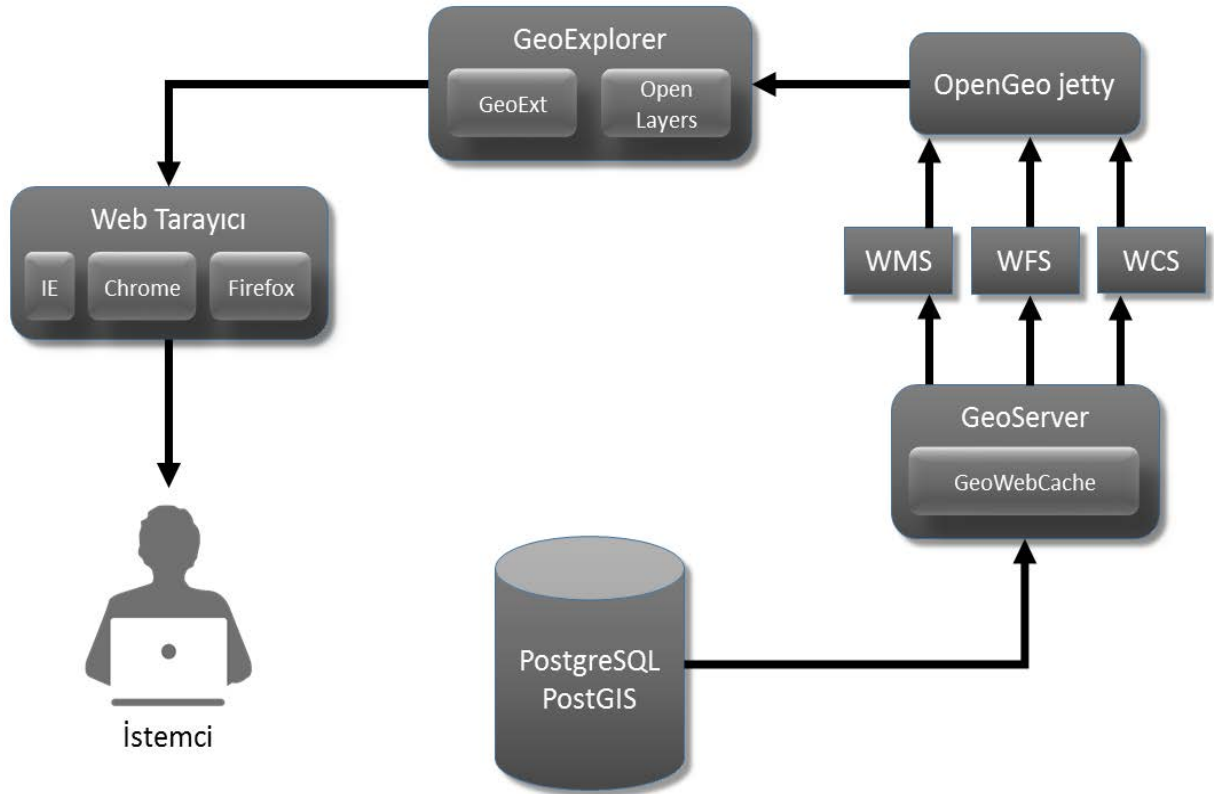 GeoExplorer
GeoExt
Open
Layers
OpenGeo jetty
Web Tarayıcı
IE
Chrome
Firefox
WMS
WFS
WCS
GeoServer
GeoWebCache
PostgreSQL
PostGIS
İstemci